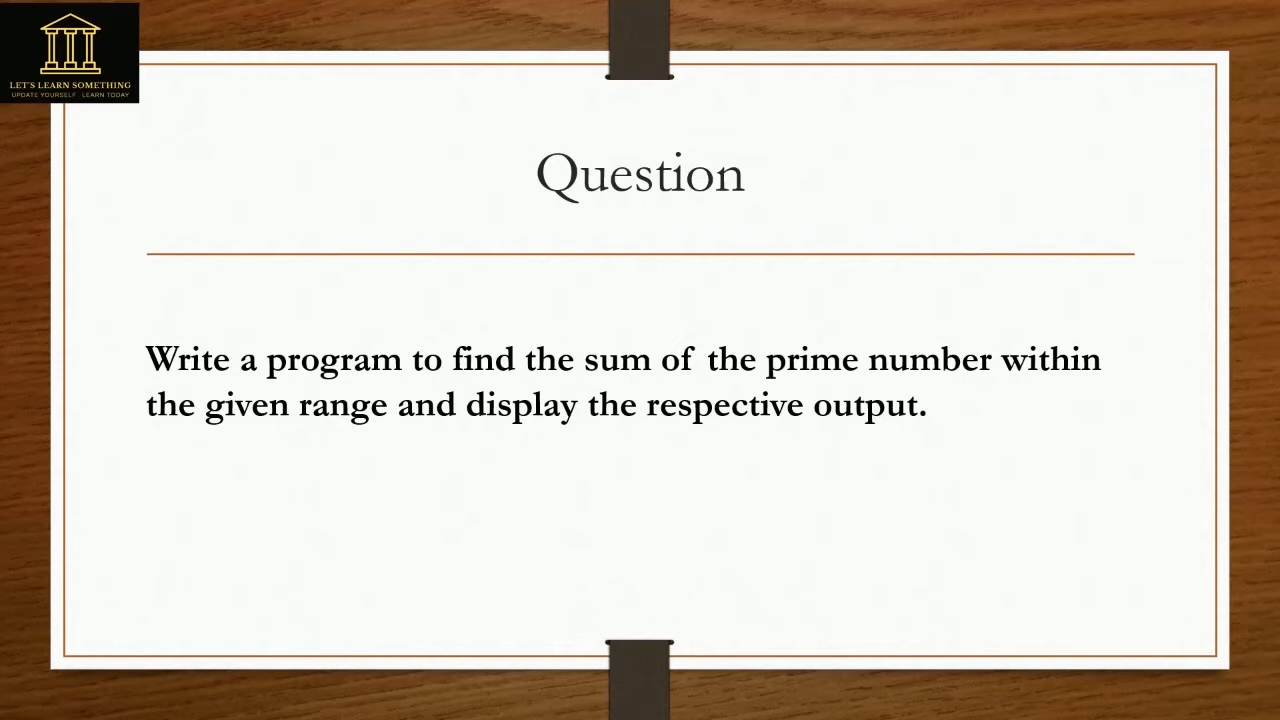 LET'S LEARN SOMETHING
UPDATE YOURSELF . LEARN TODAY
Question
Write a program to find the sum of the prime number within
the given range and display the respective output.